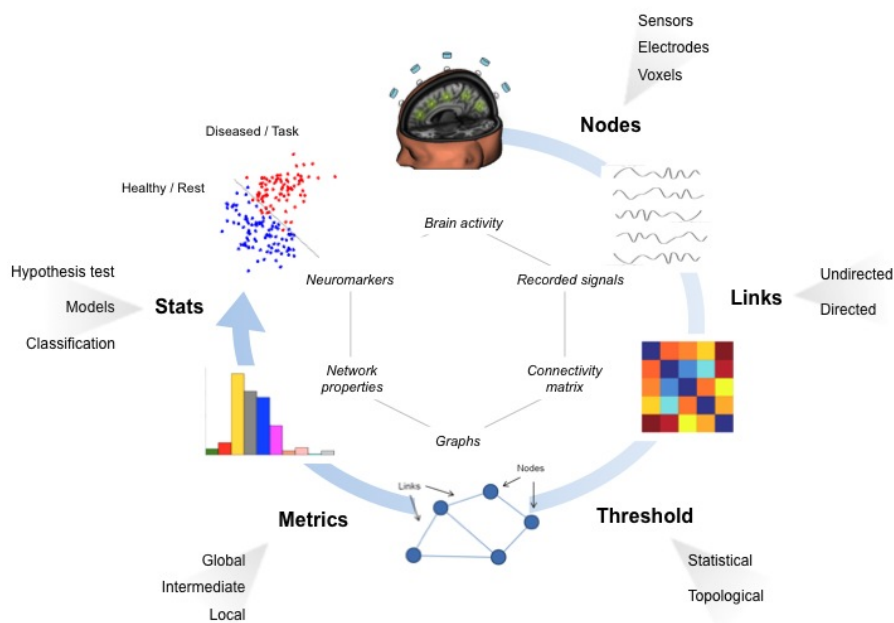 Sensors
Electrodes
Voxels
Nodes
Diseased / Task
Healthy / Rest
Brain activity
Neuromarkers
Recorded signals
Hypothesis test
Models
Classification
Stats
Links
Undirected
Directed
Network
properties
Connectivity
matrix
Graphs
Links
Nodes
Metrics
Threshold
Global
Intermediate
Local
Statistical
Topological